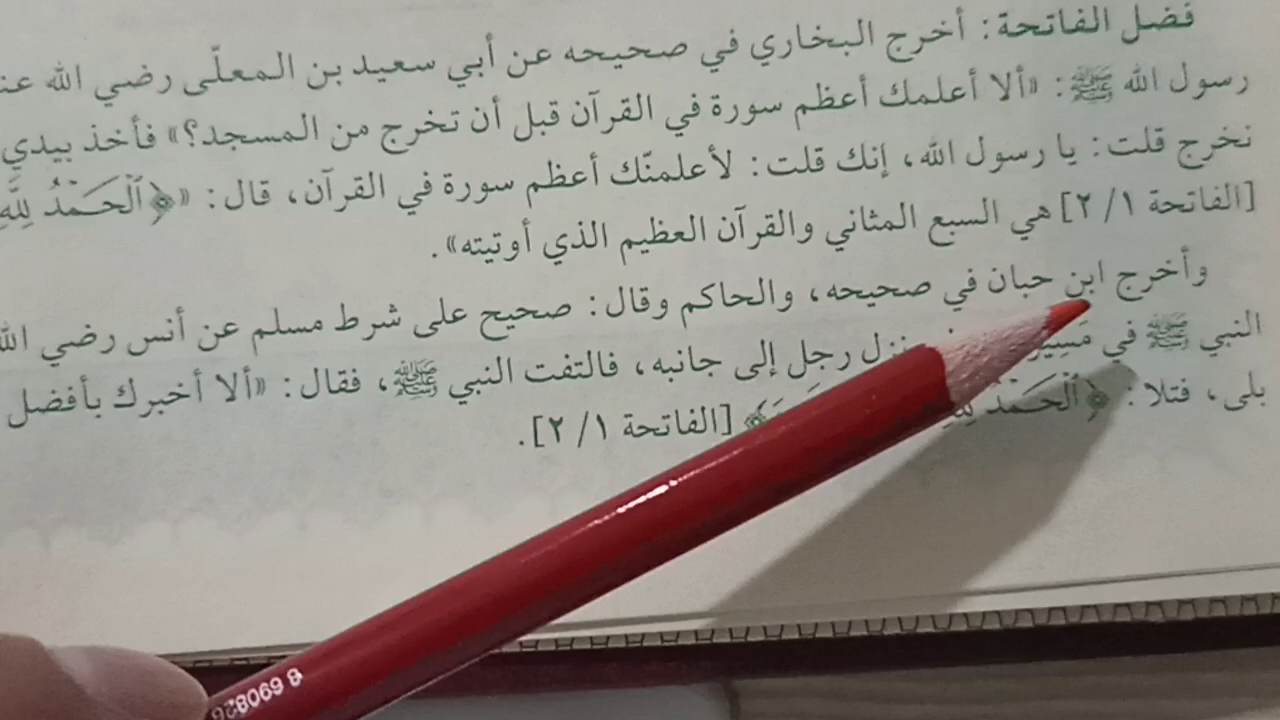 فضل الفاتحة: أخرج البخاري في صحيحه عن أبي سعيد بن المعلّى رضي الله عن
رسول الله ﷺ: «ألا أعلمك أعظم سورة في القرآن قبل أن تخرج من المسجد؟» فأخذ بيدي
نخرج قلت: يا رسول الله، إنك قلت: لأعلمنّك أعظم سورة في القرآن، قال: «﴿ٱلْحَمْدُ لِلَّهِ
[الفاتحة ١/ ٢] هي السبع المثاني والقرآن العظيم الذي أوتيته».
وأخرج ابن حبان في صحيحه، والحاكم وقال: صحيح على شرط مسلم عن أنس رضي الله
النبي ﷺ في نزل رجل إلى جانبه، فالتفت النبي ﷺ، فقال: «ألا أخبرك بأفضل
بلى، فتلا: ﴿ٱلْحَمْدُ ﴾ [الفاتحة ١/ ٢].
690826